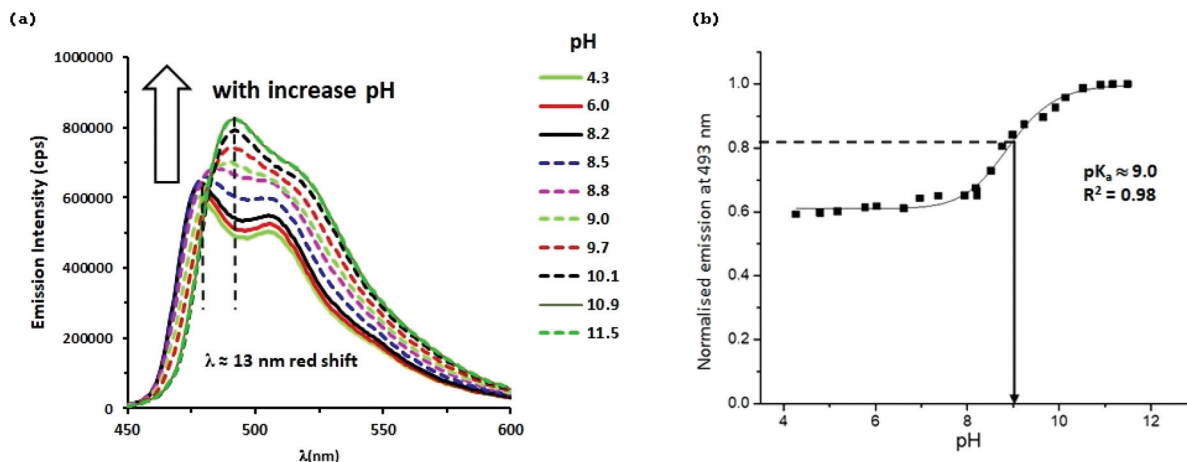 (a)
Emission Intensity (cps)
1000000
800000
600000
400000
200000
0
with increase pH
λ ≈ 13 nm red shift
450
500
550
600
λ(nm)
pH
4.3
6.0
8.2
8.5
8.8
9.0
9.7
10.1
10.9
11.5
(b)
Normalised emission at 493 nm
1.0
0.8
0.6
0.4
0.2
0.0
pKa ≈ 9.0
R² = 0.98
4
6
8
10
12
pH